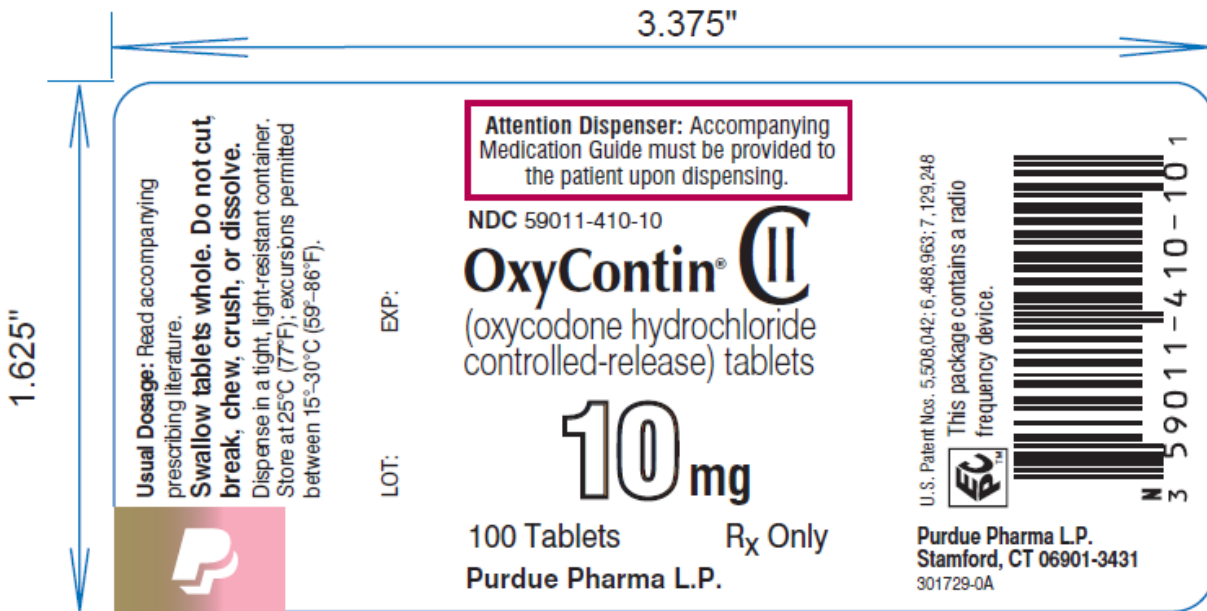 3.375"
1.625"
Usual Dosage: Read accompanying
prescribing literature.
Swallow tablets whole. Do not cut,
break, chew, crush, or dissolve.
Dispense in a tight, light-resistant container.
Store at 25°C (77°F); excursions permitted
between 15°–30°C (59°–86°F).
LOT: EXP:
Attention Dispenser: Accompanying
Medication Guide must be provided to
the patient upon dispensing.
NDC 59011-410-10
OxyContin® CII
(oxycodone hydrochloride
controlled-release) tablets
10 mg
100 Tablets Rx Only
Purdue Pharma L.P.
U.S. Patent Nos. 5,508,042; 6,488,963; 7,129,248
This package contains a radio
frequency device.
EPC™
N
3 59011-410-10 1
Purdue Pharma L.P.
Stamford, CT 06901-3431
301729-0A